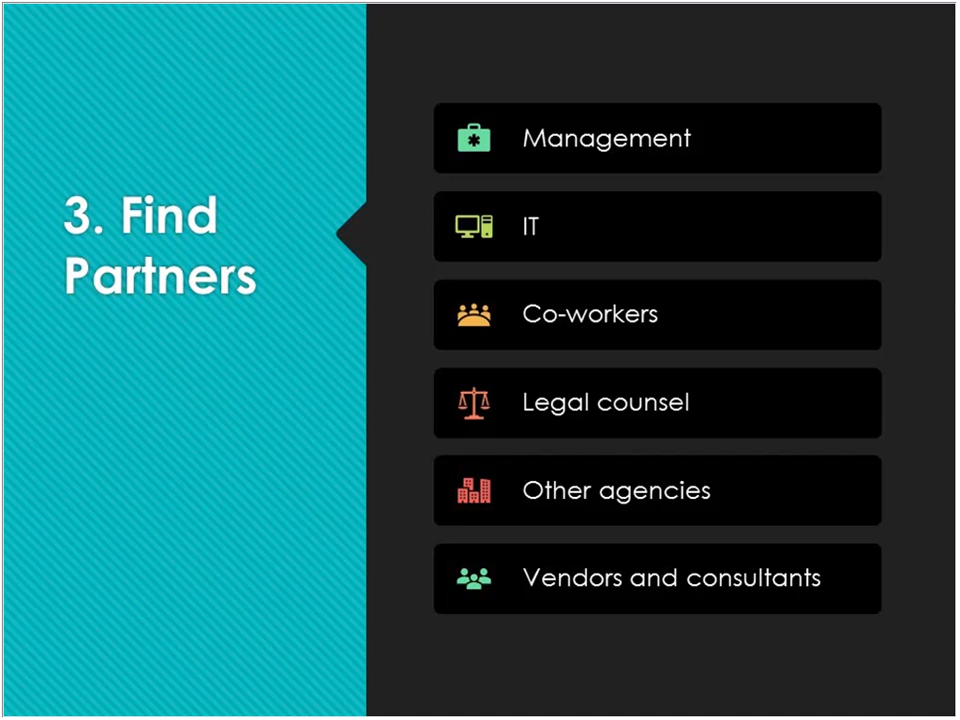 3. Find
Partners
Management
IT
Co-workers
Legal counsel
Other agencies
Vendors and consultants